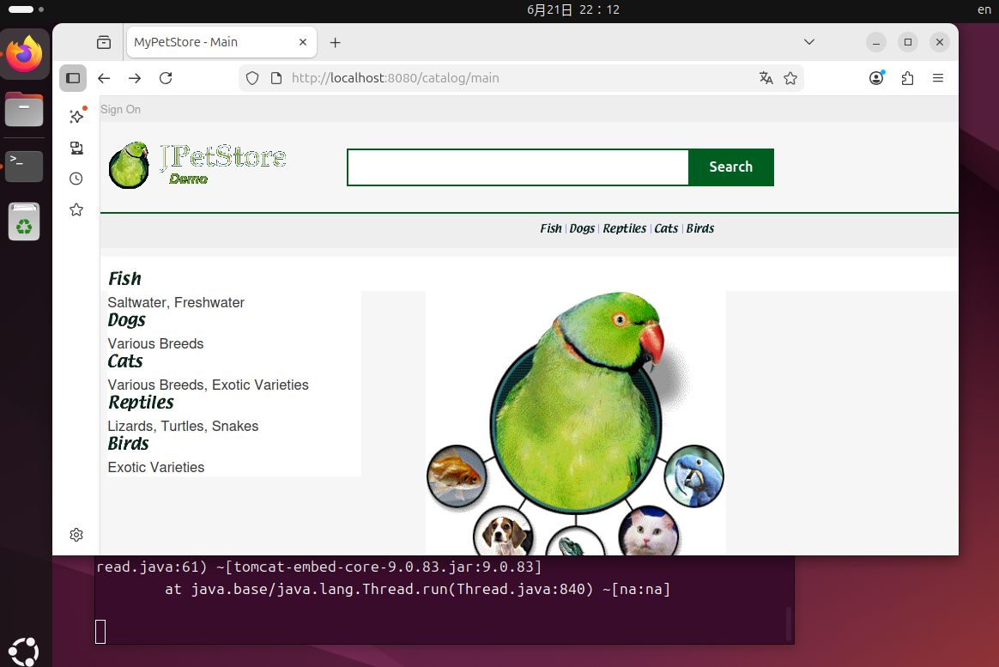 6月21日 22：12
en
MyPetStore - Main
http://localhost:8080/catalog/main
Sign On
JPetStore
Demo
Search
Fish | Dogs | Reptiles | Cats | Birds
Fish
Saltwater, Freshwater
Dogs
Various Breeds
Cats
Various Breeds, Exotic Varieties
Reptiles
Lizards, Turtles, Snakes
Birds
Exotic Varieties
read.java:61) ~[tomcat-embed-core-9.0.83.jar:9.0.83]
at java.base/java.lang.Thread.run(Thread.java:840) ~[na:na]